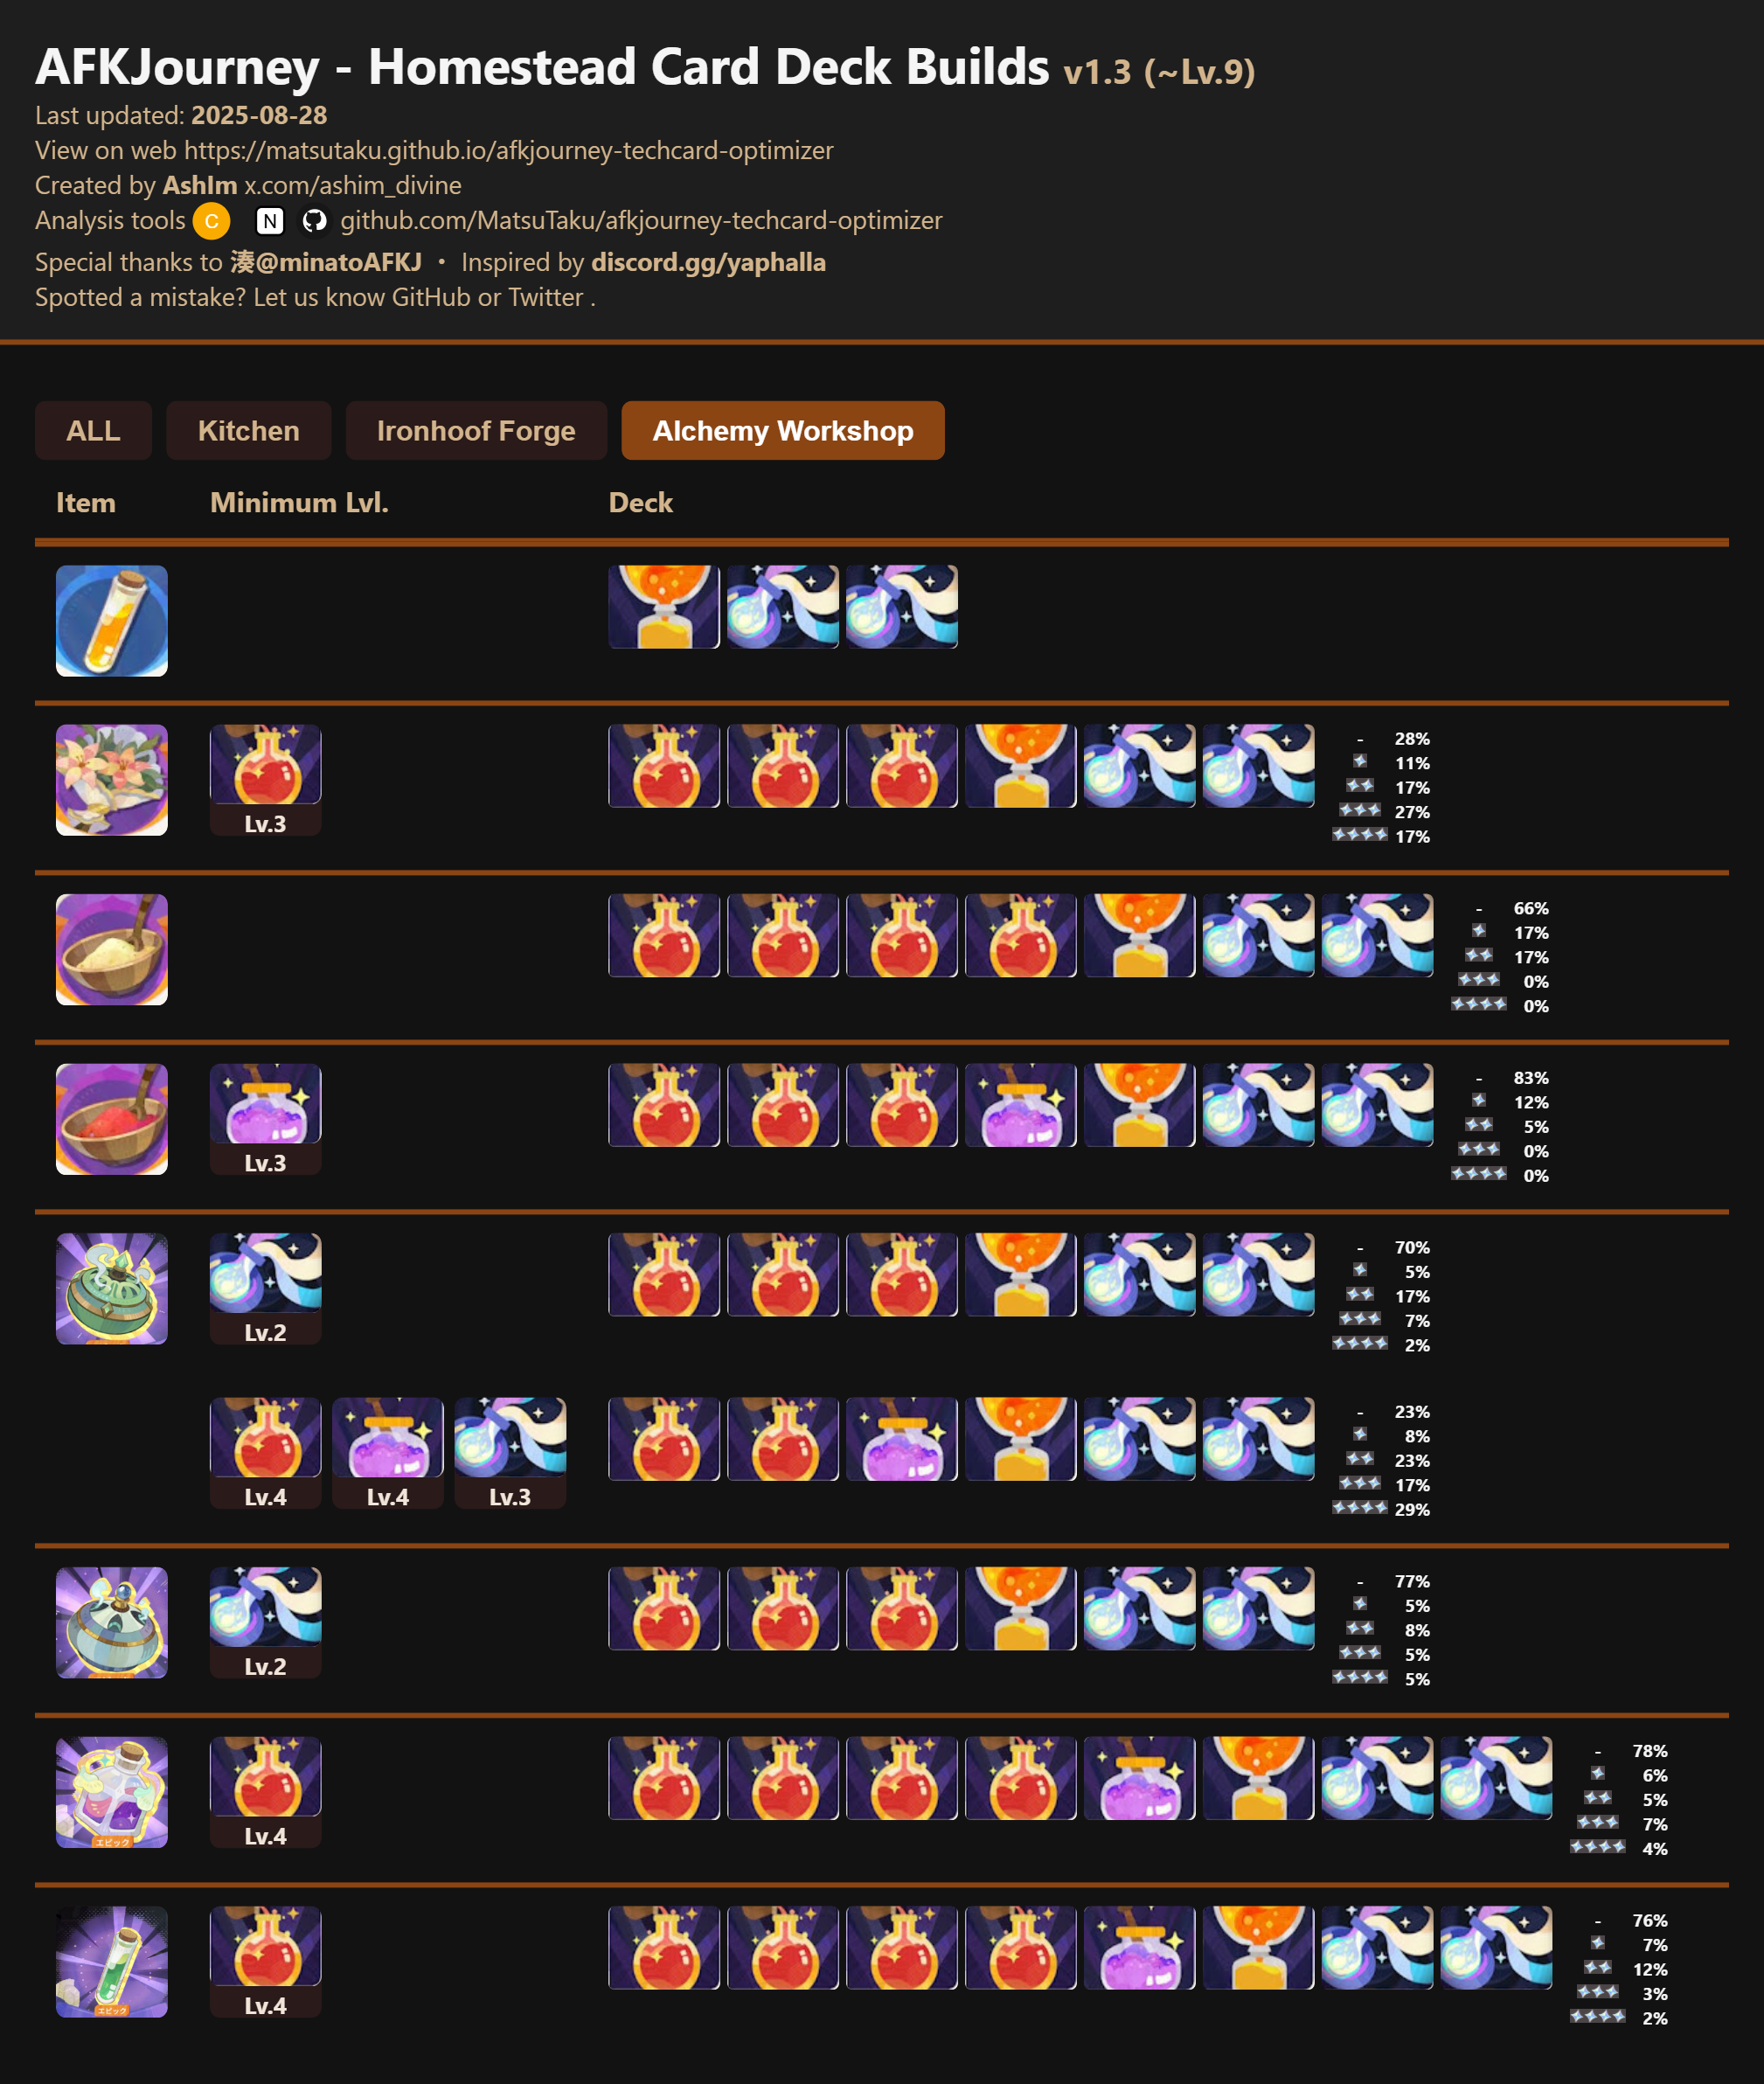 AFKJourney - Homestead Card Deck Builds v1.3 (~Lv.9)
Last updated: 2025-08-28
View on web https://matsutaku.github.io/afkjourney-techcard-optimizer
Created by AshIm x.com/ashim_divine
Analysis tools C N github.com/MatsuTaku/afkjourney-techcard-optimizer
Special thanks to 湊@minatoAFKJ ・ Inspired by discord.gg/yaphalla
Spotted a mistake? Let us know GitHub or Twitter .
ALL Kitchen Ironhoof Forge Alchemy Workshop
Item Minimum Lvl. Deck
- 28%
11%
17%
27%
17%
Lv.3
- 66%
17%
17%
0%
0%
- 83%
12%
5%
0%
0%
Lv.3
- 70%
5%
17%
7%
2%
Lv.2
- 23%
8%
23%
17%
29%
Lv.4 Lv.4 Lv.3
- 77%
5%
8%
5%
5%
Lv.2
- 78%
6%
5%
7%
4%
エピック
Lv.4
- 76%
7%
12%
3%
2%
エピック
Lv.4